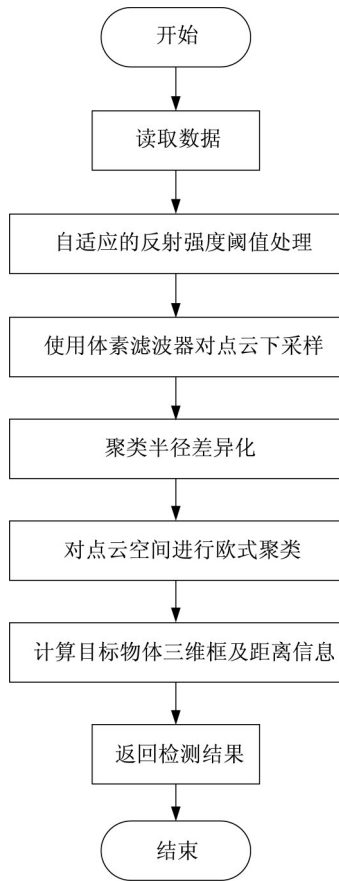 开始
读取数据
自适应的反射强度阈值处理
使用体素滤波器对点云下采样
聚类半径差异化
对点云空间进行欧式聚类
计算目标物体三维框及距离信息
返回检测结果
结束